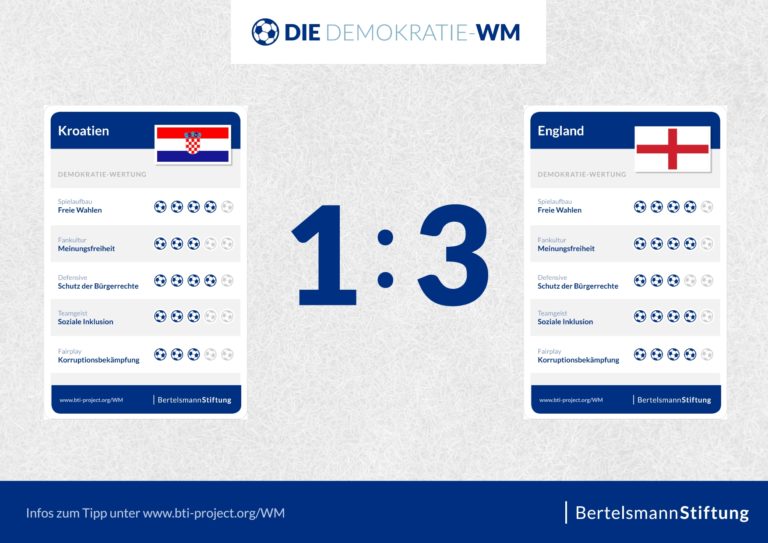 DIE DEMOKRATIE-WM
Kroatien
DEMOKRATIE-WERTUNG
Spielaufbau
Freie Wahlen
Fankultur
Meinungsfreiheit
Defensive
Schutz der Bürgerrechte
Teamgeist
Soziale Inklusion
Fairplay
Korruptionsbekämpfung
www.bti-project.org/WM | BertelsmannStiftung
1:3
England
DEMOKRATIE-WERTUNG
Spielaufbau
Freie Wahlen
Fankultur
Meinungsfreiheit
Defensive
Schutz der Bürgerrechte
Teamgeist
Soziale Inklusion
Fairplay
Korruptionsbekämpfung
www.bti-project.org/WM | BertelsmannStiftung
Infos zum Tipp unter www.bti-project.org/WM | BertelsmannStiftung